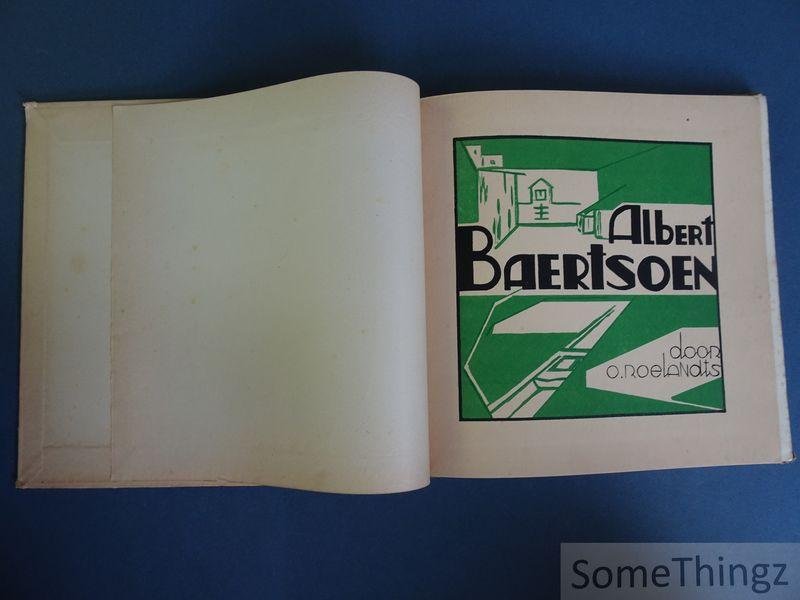 Albert
Baertsoen
door
o.roelandts
SomeThingz